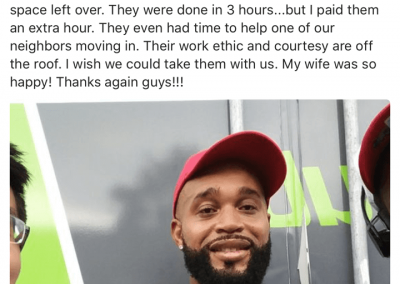 space left over. They were done in 3 hours...but I paid them
an extra hour. They even had time to help one of our
neighbors moving in. Their work ethic and courtesy are off
the roof. I wish we could take them with us. My wife was so
happy! Thanks again guys!!!